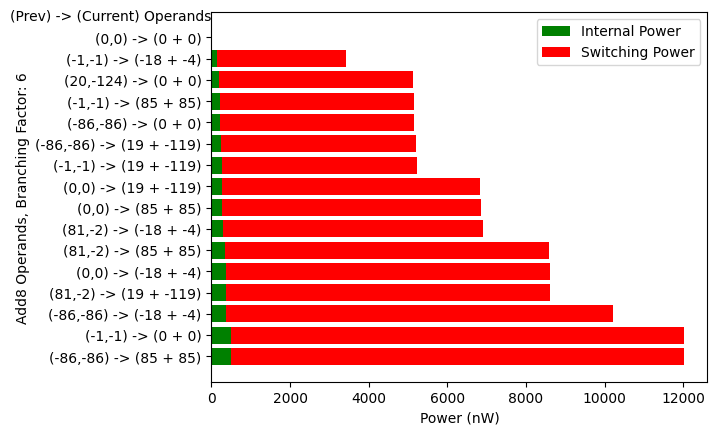 (Prev) -> (Current) Operands
(0,0) -> (0 + 0)
(-1,-1) -> (-18 + -4)
(20,-124) -> (0 + 0)
(-1,-1) -> (85 + 85)
(-86,-86) -> (0 + 0)
(-86,-86) -> (19 + -119)
(-1,-1) -> (19 + -119)
(0,0) -> (19 + -119)
(0,0) -> (85 + 85)
(81,-2) -> (-18 + -4)
(81,-2) -> (85 + 85)
(0,0) -> (-18 + -4)
(81,-2) -> (19 + -119)
(-86,-86) -> (-18 + -4)
(-1,-1) -> (0 + 0)
(-86,-86) -> (85 + 85)
Add8 Operands, Branching Factor: 6
Internal Power
Switching Power
0 2000 4000 6000 8000 10000 12000
Power (nW)